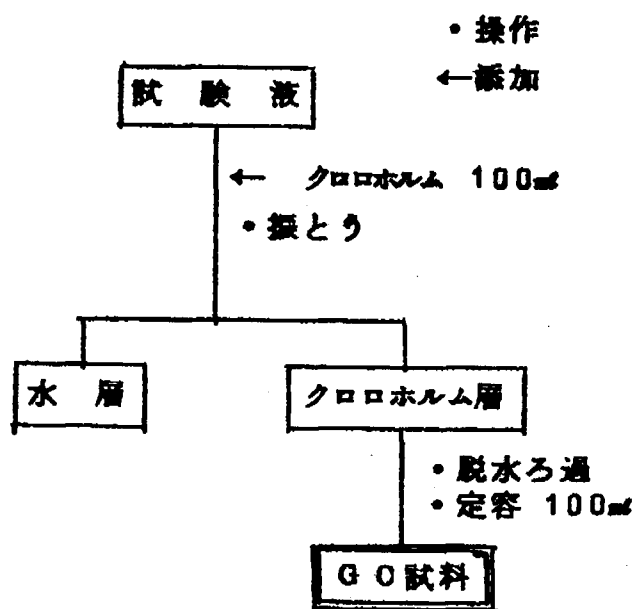 ・操作
←添加
試験液
← クロロホルム 100㎖
・振とう
水層
クロロホルム層
・脱水ろ過
・定容 100㎖
GC試料